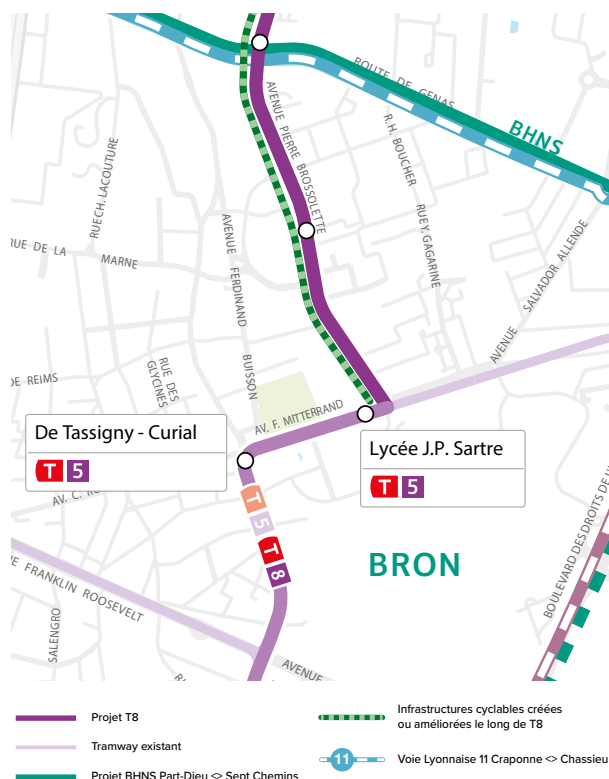 ROUTE DE GENAS
BHNS
AVENUE PIERRE BROSSOLETTE
R. H. BOUCHER
RUE Y. GAGARINE
RUE CH. LACOUTURE
RUE DE LA MARNE
AVENUE FERDINAND BUISSON
AVENUE SALVADOR ALLENDE
DE REIMS
RUE DES
GLYCINES
AV. F. MITTERRAND
De Tassigny - Curial
T 5
Lycée J.P. Sartre
T 5
AV. C.
T 5
T 8
BRON
BOULEVARD DES DROITS DE
FRANKLIN ROOSEVELT
SALENGRO
AVENUE
Projet T8
Tramway existant
Projet BHNS Part-Dieu <> Sept Chemins
Infrastructures cyclables créées
ou améliorées le long de T8
11 Voie Lyonnaise 11 Craponne <> Chassieu